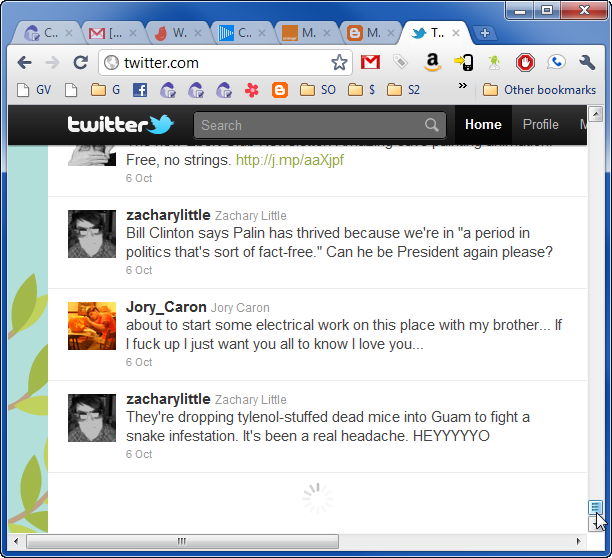 C...
M [
W.
C...
M...
M...
T...
twitter.com
GV
G
SO
$
S2
Other bookmarks
twitter
Search
Home
Profile
M
Free, no strings. http://j.mp/aaXjpf
6 Oct
zacharylittle Zachary Little
Bill Clinton says Palin has thrived because we're in "a period in
politics that's sort of fact-free." Can he be President again please?
6 Oct
Jory_Caron Jory Caron
about to start some electrical work on this place with my brother... If
I fuck up I just want you all to know I love you...
6 Oct
zacharylittle Zachary Little
They're dropping tylenol-stuffed dead mice into Guam to fight a
snake infestation. It's been a real headache. HEYYYYYO
6 Oct